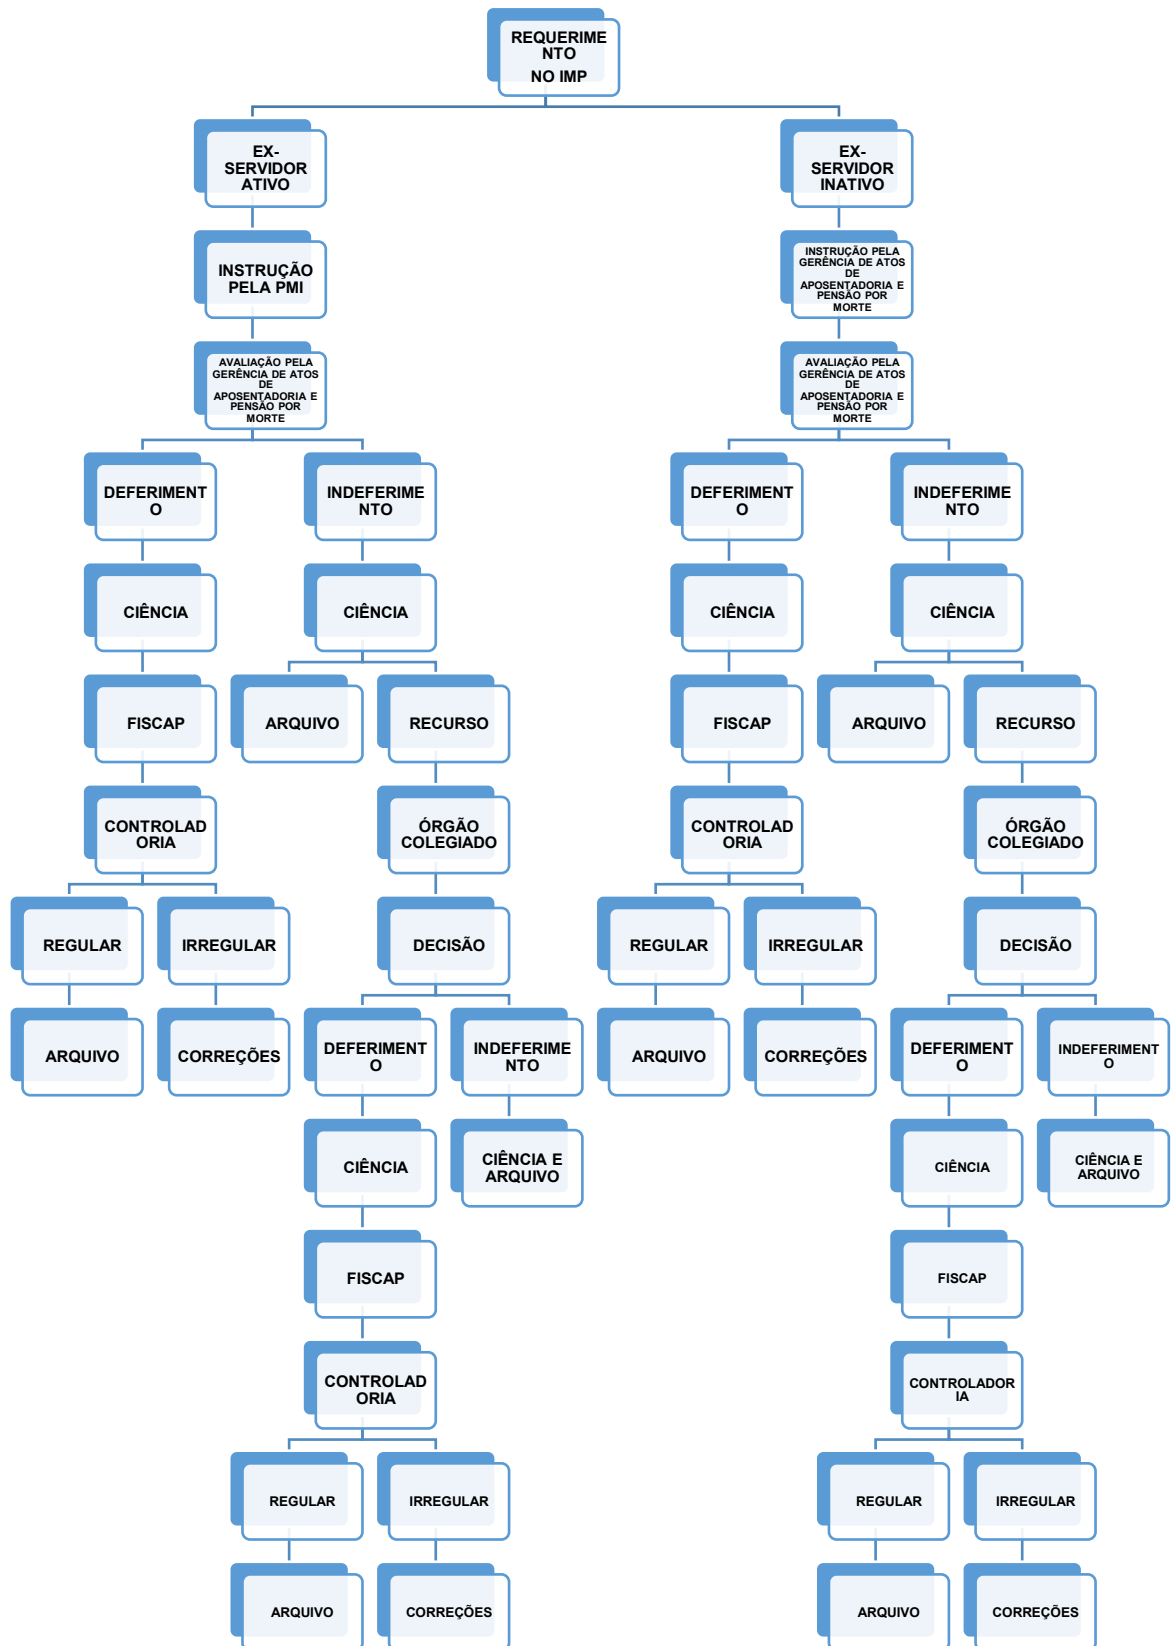 REQUERIME
NTO
NO IMP
EX-
SERVIDOR
ATIVO
EX-
SERVIDOR
INATIVO
INSTRUÇÃO
PELA PMI
INSTRUÇÃO PELA
GERÊNCIA DE ATOS
DE
APOSENTADORIA E
PENSÃO POR
MORTE
AVALIAÇÃO PELA
GERÊNCIA DE ATOS
DE
APOSENTADORIA E
PENSÃO POR
MORTE
AVALIAÇÃO PELA
GERÊNCIA DE ATOS
DE
APOSENTADORIA E
PENSÃO POR
MORTE
DEFERIMENT
O
INDEFERIME
NTO
DEFERIMENT
O
INDEFERIME
NTO
CIÊNCIA
CIÊNCIA
CIÊNCIA
CIÊNCIA
FISCAP
ARQUIVO
RECURSO
FISCAP
ARQUIVO
RECURSO
CONTROLAD
ORIA
ÓRGÃO
COLEGIADO
CONTROLAD
ORIA
ÓRGÃO
COLEGIADO
REGULAR
IRREGULAR
DECISÃO
REGULAR
IRREGULAR
DECISÃO
ARQUIVO
CORREÇÕES
DEFERIMENT
O
INDEFERIME
NTO
ARQUIVO
CORREÇÕES
DEFERIMENT
O
INDEFERIMENT
O
CIÊNCIA
CIÊNCIA E
ARQUIVO
CIÊNCIA
CIÊNCIA E
ARQUIVO
FISCAP
FISCAP
CONTROLAD
ORIA
CONTROLADOR
IA
REGULAR
IRREGULAR
REGULAR
IRREGULAR
ARQUIVO
CORREÇÕES
ARQUIVO
CORREÇÕES